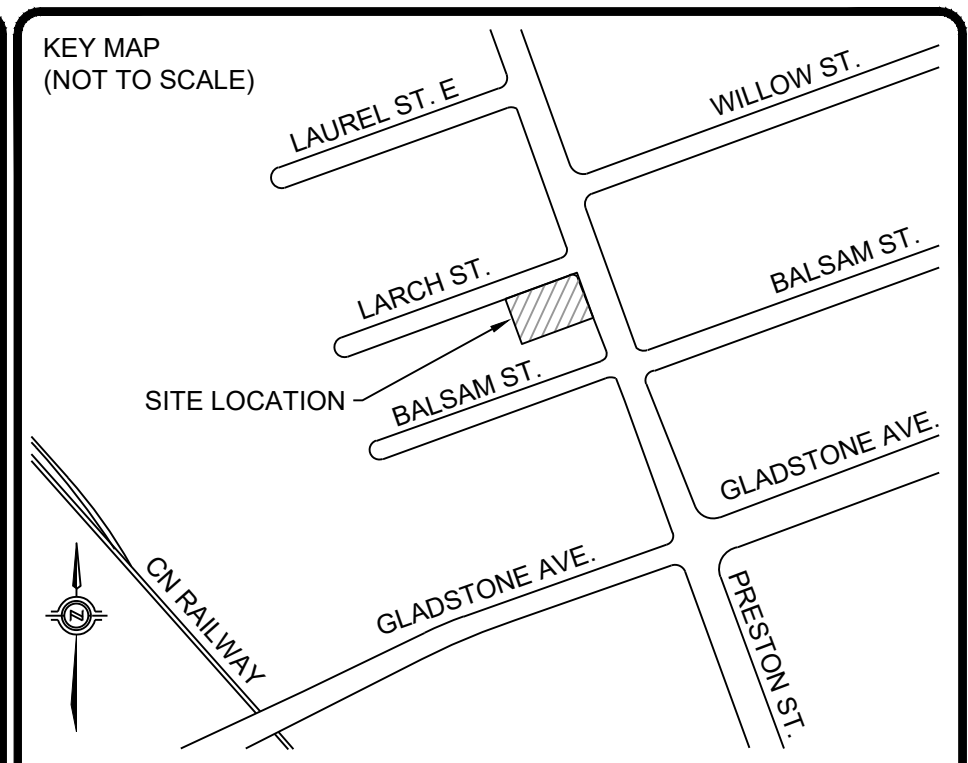 KEY MAP
(NOT TO SCALE)
LAUREL ST. E
WILLOW ST.
LARCH ST.
BALSAM ST.
SITE LOCATION
BALSAM ST.
GLADSTONE AVE.
CN RAILWAY
GLADSTONE AVE.
PRESTON ST.
N